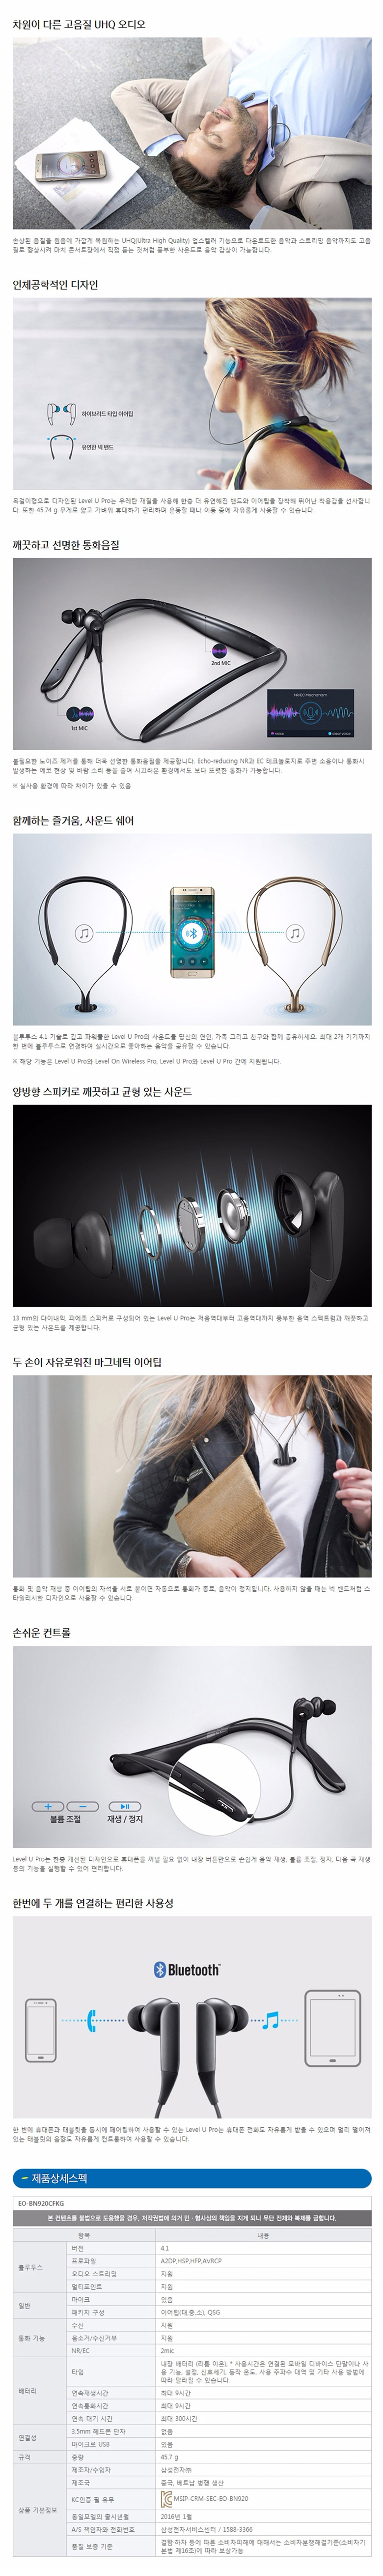 차원이 다른 고음질 UHQ 오디오
손상된 음질을 원음에 가깝게 복원하는 UHQ(Ultra High Quality) 업스컬러 기능으로 다운로드한 음악과 스트리밍 음악까지도 고음
질로 향상시켜 마치 콘서트장에서 직접 듣는 것처럼 풍부한 사운드로 음악 감상이 가능합니다.
인체공학적인 디자인
하이브리드 타입 이어팁
유연한 넥 밴드
목걸이형으로 디자인된 Level U Pro는 우레탄 재질을 사용해 한층 더 유연해진 밴드와 이어팁을 장착해 뛰어난 착용감을 선사합니
다. 또한 45.74 g 무게로 얇고 가벼워 휴대하기 편리하며 운동할 때나 이동 중에 자유롭게 사용할 수 있습니다.
깨끗하고 선명한 통화음질
2nd MIC
1st MIC
NR/EC Mechanism
Noise
Clear voice
불필요한 노이즈 제거를 통해 더욱 선명한 통화음질을 제공합니다. Echo-reducing NR과 EC 테크놀로지로 주변 소음이나 통화시
발생하는 에코 현상 및 바람 소리 등을 줄여 시끄러운 환경에서도 보다 또렷한 통화가 가능합니다.
※ 실사용 환경에 따라 차이가 있을 수 있음
함께하는 즐거움, 사운드 쉐어
블루투스 4.1 기술로 깊고 파워풀한 Level U Pro의 사운드를 당신의 연인, 가족 그리고 친구와 함께 공유하세요. 최대 2개 기기까지
한 번에 블루투스로 연결하여 실시간으로 좋아하는 음악을 공유할 수 있습니다.
※ 해당 기능은 Level U Pro와 Level On Wireless Pro, Level U Pro와 Level U Pro 간에 지원됩니다.
양방향 스피커로 깨끗하고 균형 있는 사운드
13 mm의 다이내믹, 피에조 스피커로 구성되어 있는 Level U Pro는 저음역대부터 고음역대까지 풍부한 음역 스펙트럼과 깨끗하고
균형 있는 사운드를 제공합니다.
두 손이 자유로워진 마그네틱 이어팁
통화 및 음악 재생 중 이어팁의 자석을 서로 붙이면 자동으로 통화가 종료, 음악이 정지됩니다. 사용하지 않을 때는 넥 밴드처럼 스
타일리시한 디자인으로 사용할 수 있습니다.
손쉬운 컨트롤
볼륨 조절
재생 / 정지
Level U Pro는 한층 개선된 디자인으로 휴대폰을 꺼낼 필요 없이 내장 버튼만으로 손쉽게 음악 재생, 볼륨 조절, 정지, 다음 곡 재생
등의 기능을 실행할 수 있어 편리합니다.
한번에 두 개를 연결하는 편리한 사용성
Bluetooth
한 번에 휴대폰과 태블릿을 동시에 페어링하여 사용할 수 있는 Level U Pro는 휴대폰 전화도 자유롭게 받을 수 있으며 멀리 떨어져
있는 태블릿의 음량도 자유롭게 컨트롤하여 사용할 수 있습니다.
제품상세스펙
EO-BN920CFKG
본 컨텐츠를 불법으로 도용했을 경우, 저작권법에 의거 민·형사상의 책임을 지게 되니 무단 전재와 복제를 금합니다.
항목 내용
블루투스 버전 4.1
프로파일 A2DP,HSP,HFP,AVRCP
오디오 스트리밍 지원
멀티포인트 지원
일반 마이크 있음
패키지 구성 이어팁(대,중,소), QSG
통화 기능 수신 지원
음소거/수신거부 지원
NR/EC 2mic
배터리 타입 내장 배터리 (리튬 이온), * 사용시간은 연결된 모바일 디바이스 단말이나 사
용 기능, 설정, 신호세기, 동작 온도, 사용 주파수 대역 및 기타 사용 방법에
따라 달라질 수 있습니다.
연속재생시간 최대 9시간
연속통화시간 최대 9시간
연속 대기 시간 최대 300시간
연결성 3.5mm 헤드폰 단자 없음
마이크로 USB 있음
규격 중량 45.7 g
상품 기본정보 제조자/수입자 삼성전자㈜
제조국 중국, 베트남 병행 생산
KC인증 필 유무 MSIP-CRM-SEC-EO-BN920
동일모델의 출시년월 2016년 1월
A/S 책임자와 전화번호 삼성전자서비스센터 / 1588-3366
품질 보증 기준 결함·하자 등에 따른 소비자피해에 대해서는 소비자분쟁해결기준(소비자기
본법 제16조)에 따라 보상가능